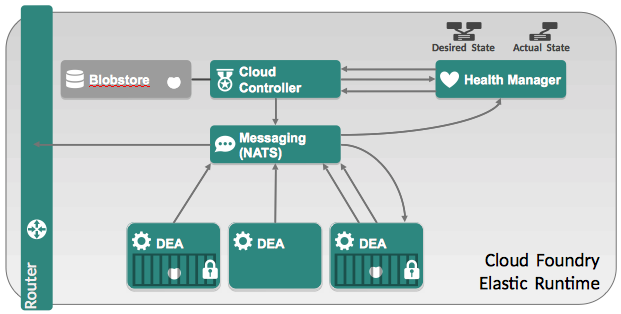 Desired State
Actual State
Blobstore
Cloud
Controller
Health Manager
Messaging
(NATS)
DEA
DEA
DEA
Router
Cloud Foundry
Elastic Runtime